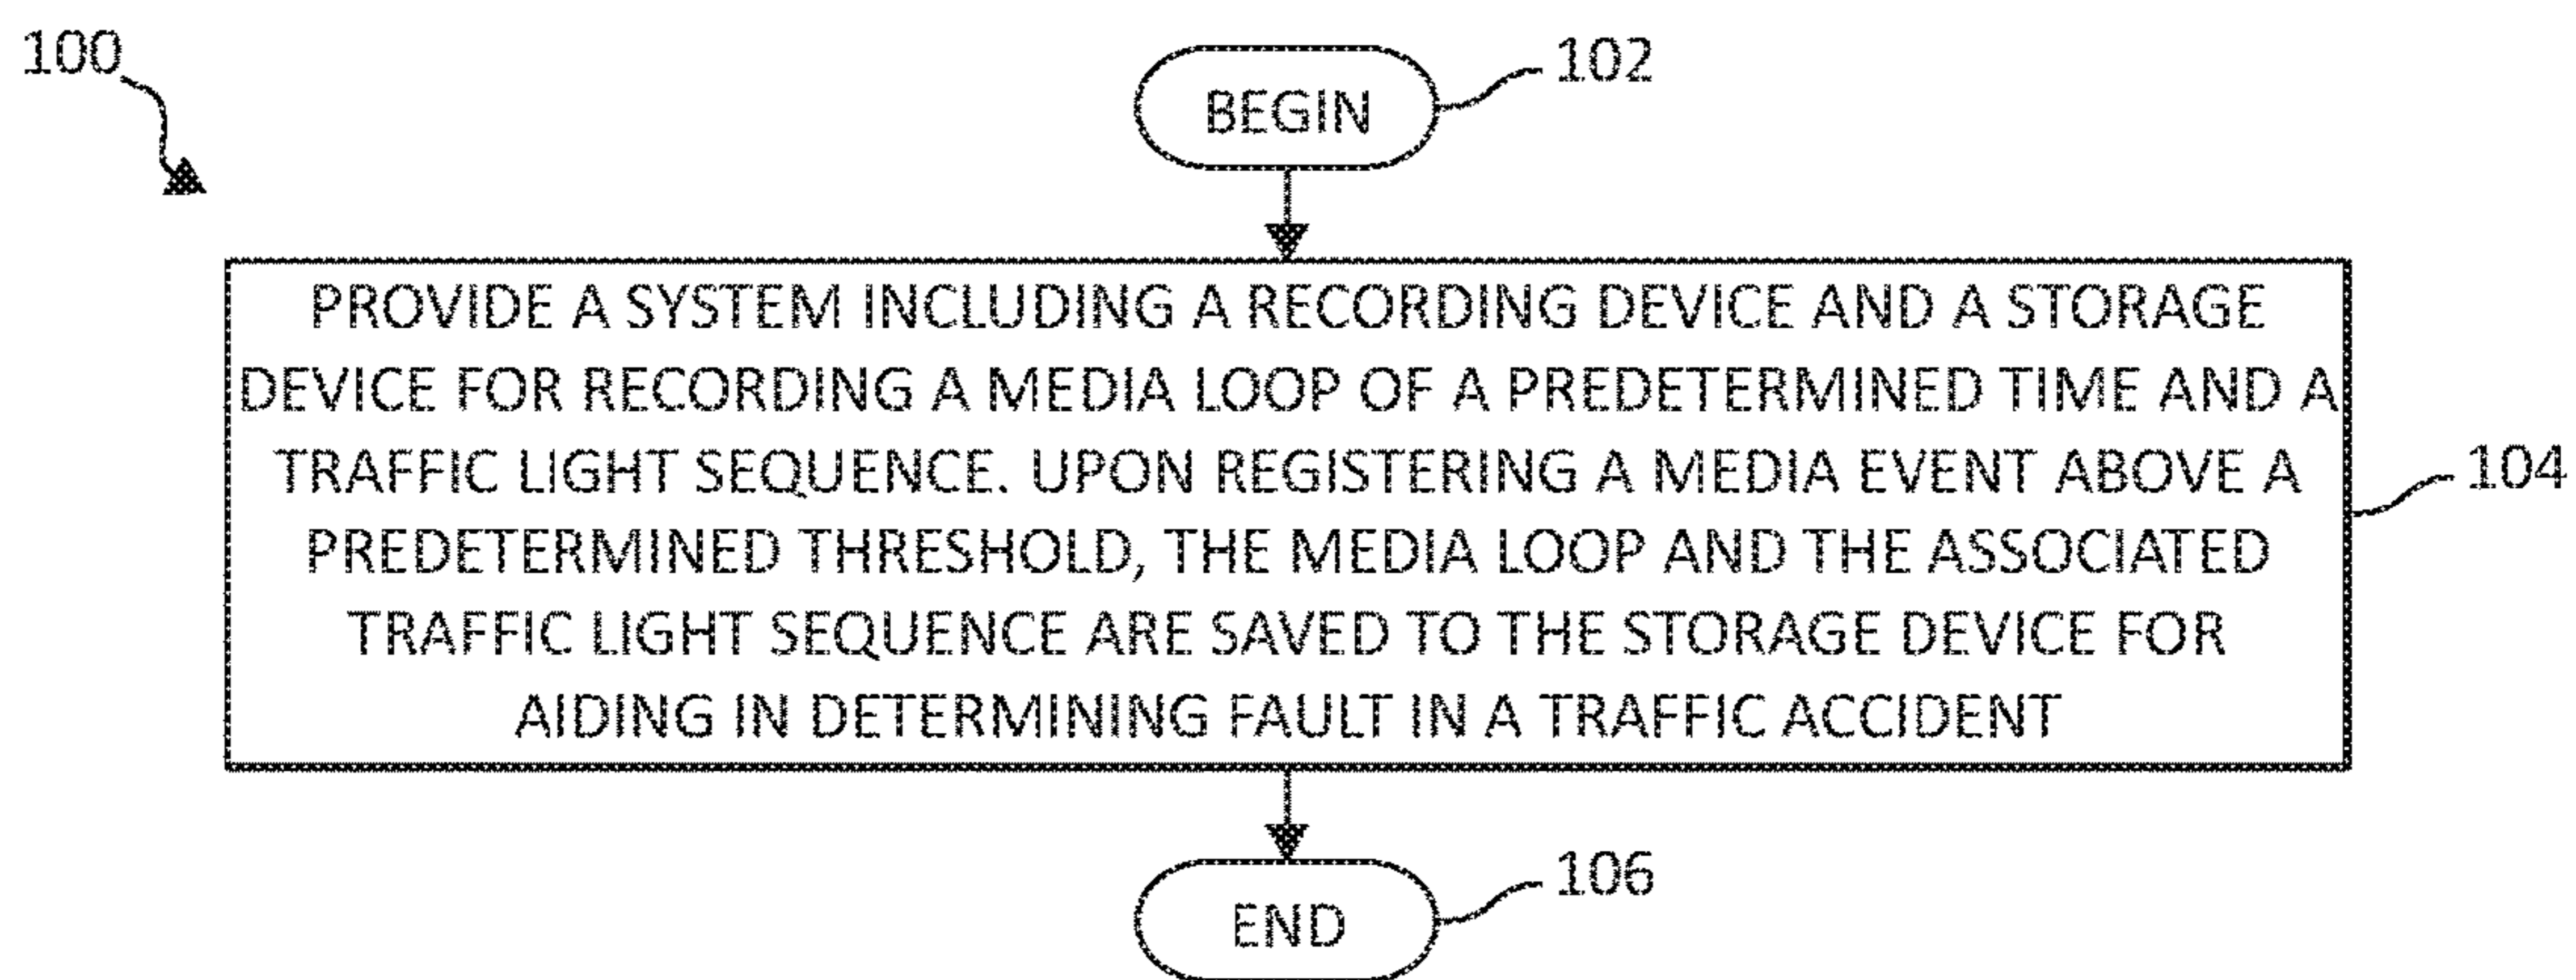 100
BEGIN
102
PROVIDE A SYSTEM INCLUDING A RECORDING DEVICE AND A STORAGE
DEVICE FOR RECORDING A MEDIA LOOP OF A PREDETERMINED TIME AND A
TRAFFIC LIGHT SEQUENCE. UPON REGISTERING A MEDIA EVENT ABOVE A
PREDETERMINED THRESHOLD, THE MEDIA LOOP AND THE ASSOCIATED
TRAFFIC LIGHT SEQUENCE ARE SAVED TO THE STORAGE DEVICE FOR
AIDING IN DETERMINING FAULT IN A TRAFFIC ACCIDENT
104
END
106